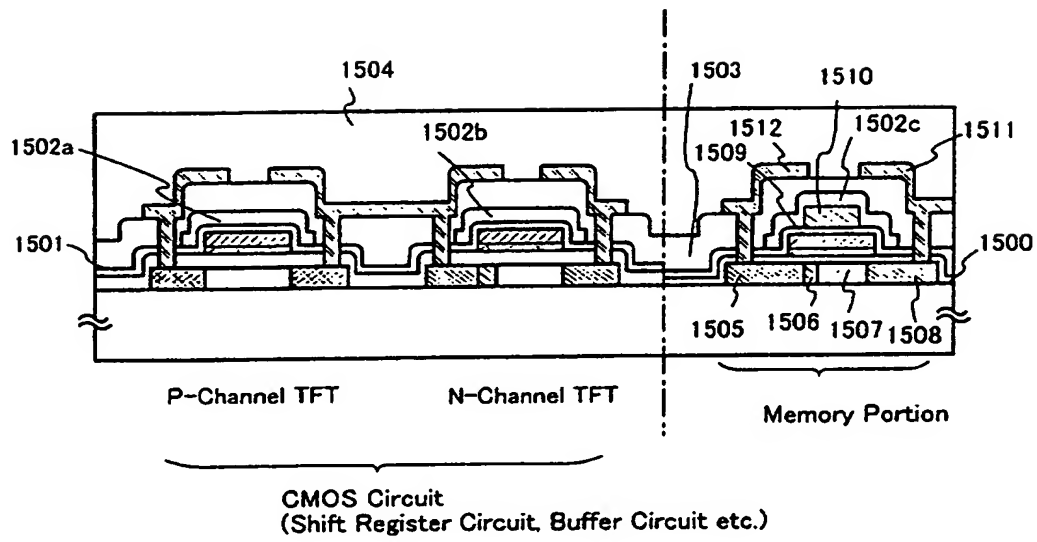 1504
1503
1510
1502a
1502b
1512
1502c
1509
1511
1501
1500
1505
1506
1507
1508
P-Channel TFT
N-Channel TFT
Memory Portion
CMOS Circuit
(Shift Register Circuit, Buffer Circuit etc.)